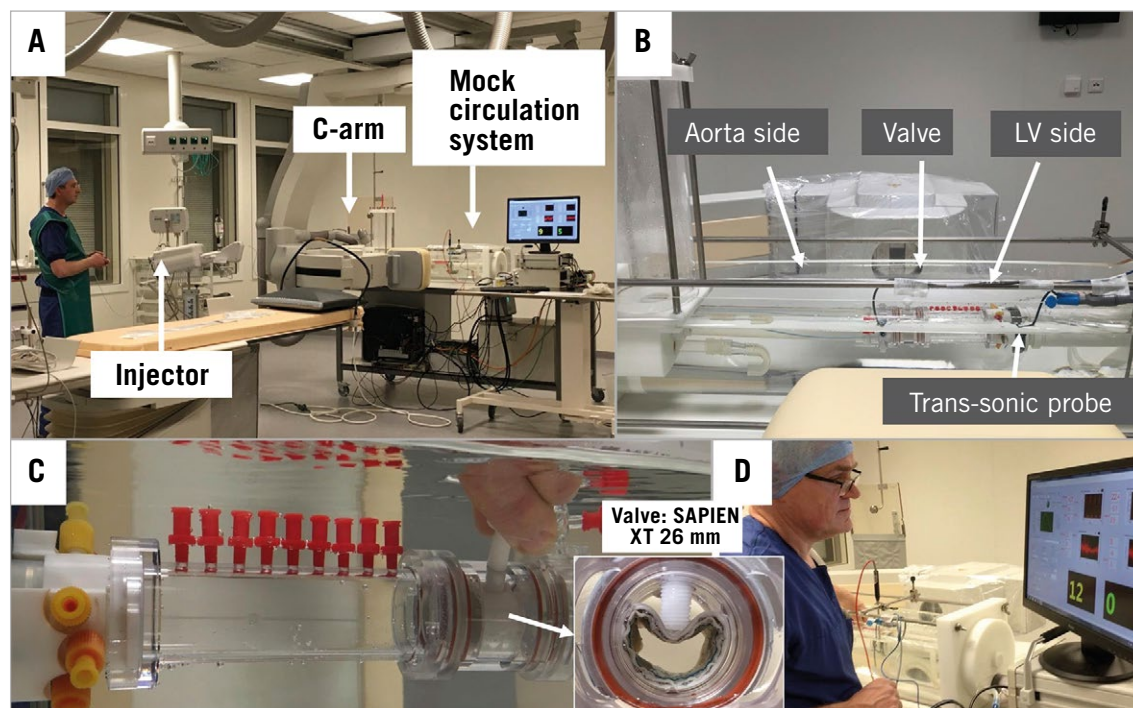 A
C-arm
Mock
circulation
system
Injector
B
Aorta side
Valve
LV side
Trans-sonic probe
C
Valve: SAPIEN
XT 26 mm
D
12
0